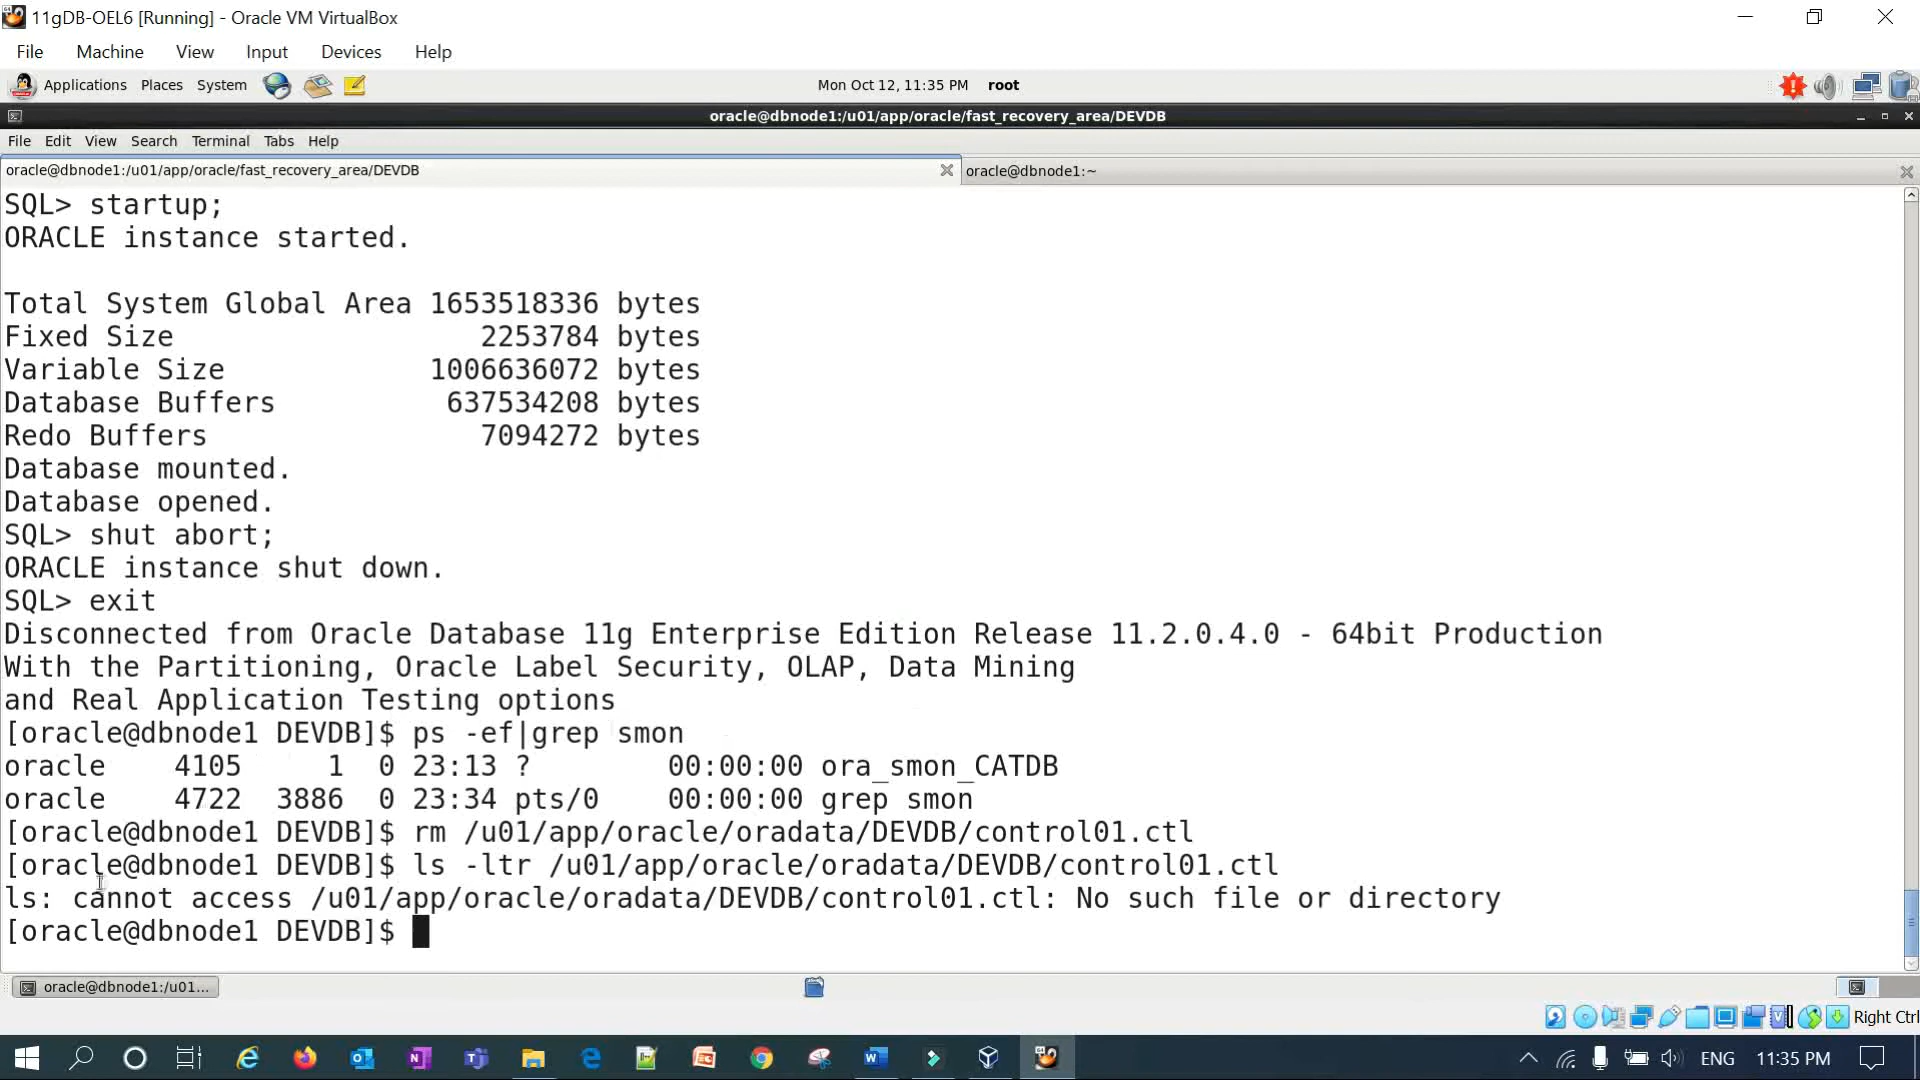 11gDB-OEL6 [Running] - Oracle VM VirtualBox
File Machine View Input Devices Help
Applications Places System Mon Oct 12, 11:35 PM root
oracle@dbnode1:/u01/app/oracle/fast_recovery_area/DEVDB
File Edit View Search Terminal Tabs Help
oracle@dbnode1:/u01/app/oracle/fast_recovery_area/DEVDB oracle@dbnode1:~
SQL> startup;
ORACLE instance started.
Total System Global Area 1653518336 bytes
Fixed Size 2253784 bytes
Variable Size 1006636072 bytes
Database Buffers 637534208 bytes
Redo Buffers 7094272 bytes
Database mounted.
Database opened.
SQL> shut abort;
ORACLE instance shut down.
SQL> exit
Disconnected from Oracle Database 11g Enterprise Edition Release 11.2.0.4.0 - 64bit Production
With the Partitioning, Oracle Label Security, OLAP, Data Mining
and Real Application Testing options
[oracle@dbnode1 DEVDB]$ ps -ef|grep smon
oracle 4105 1 0 23:13 ? 00:00:00 ora_smon_CATDB
oracle 4722 3886 0 23:34 pts/0 00:00:00 grep smon
[oracle@dbnode1 DEVDB]$ rm /u01/app/oracle/oradata/DEVDB/control01.ctl
[oracle@dbnode1 DEVDB]$ ls -ltr /u01/app/oracle/oradata/DEVDB/control01.ctl
ls: cannot access /u01/app/oracle/oradata/DEVDB/control01.ctl: No such file or directory
[oracle@dbnode1 DEVDB]$
oracle@dbnode1:/u01...
Right Ctrl
ENG 11:35 PM